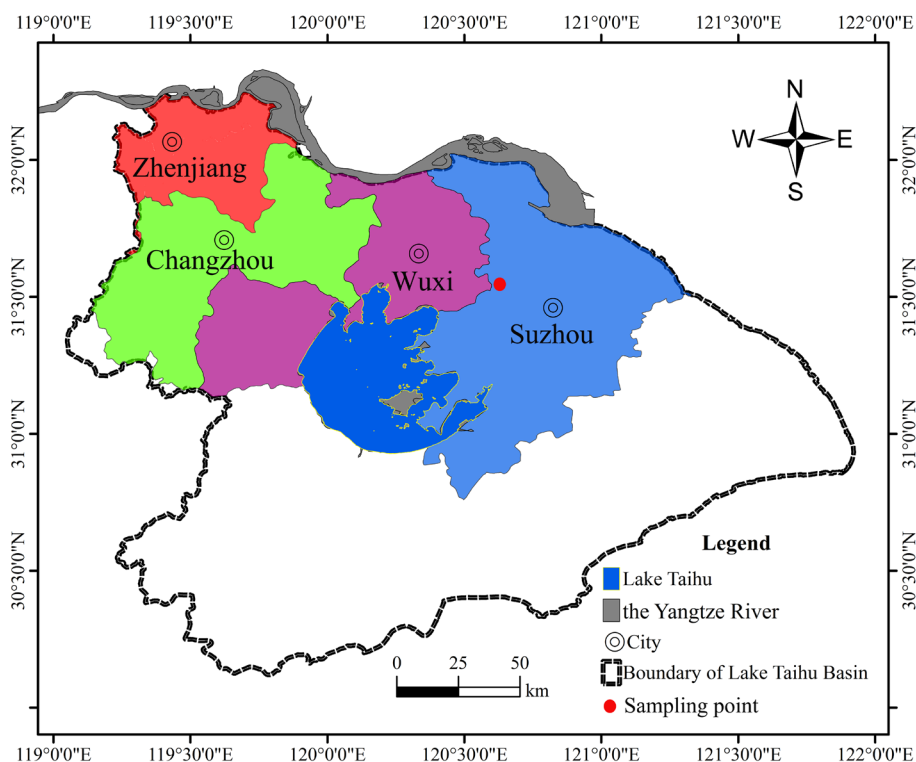 119°0'0"E 119°30'0"E 120°0'0"E 120°30'0"E 121°0'0"E 121°30'0"E 122°0'0"E
N
W E
S
22°0'0"N
31°30'0"N
31°0'0"N
30°30'0"N
22°0'0"N
31°30'0"N
31°0'0"N
30°30'0"N
Zhenjiang
Changzhou
Wuxi
Suzhou
Legend
Lake Taihu
the Yangtze River
City
Boundary of Lake Taihu Basin
Sampling point
0 25 50
km
119°0'0"E 119°30'0"E 120°0'0"E 120°30'0"E 121°0'0"E 121°30'0"E 122°0'0"E